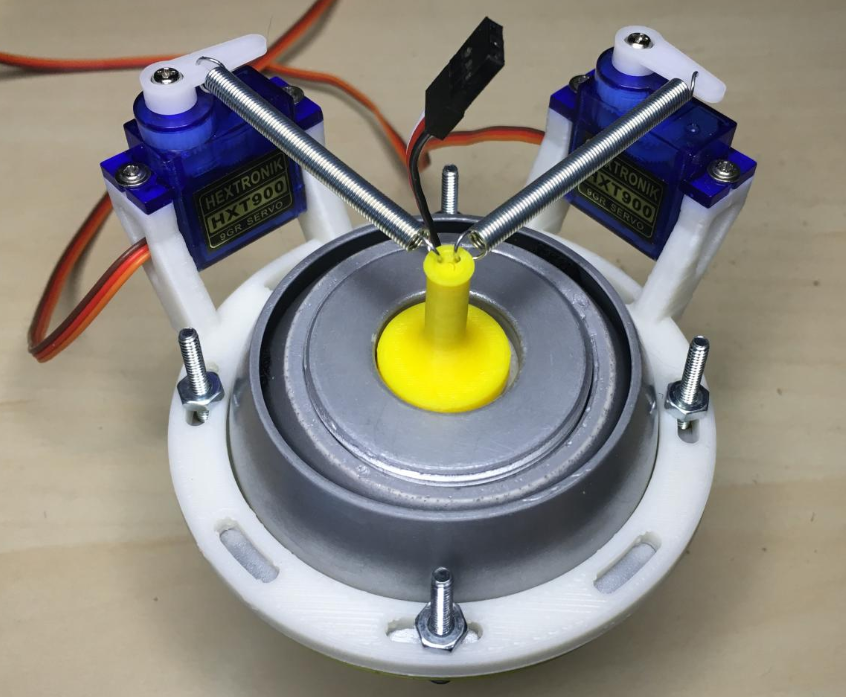 HEXTRONIK
HXT900
9GR SERVO
HEXTRONIK
HXT900
9GR SERVO